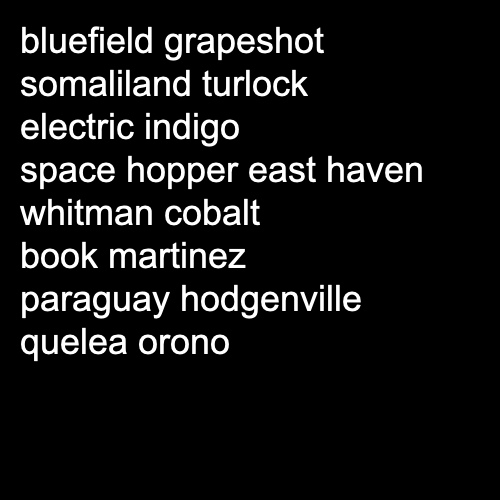 bluefield grapeshot
somaliland turlock
electric indigo
space hopper east haven
whitman cobalt
book martinez
paraguay hodgenville
quelea orono